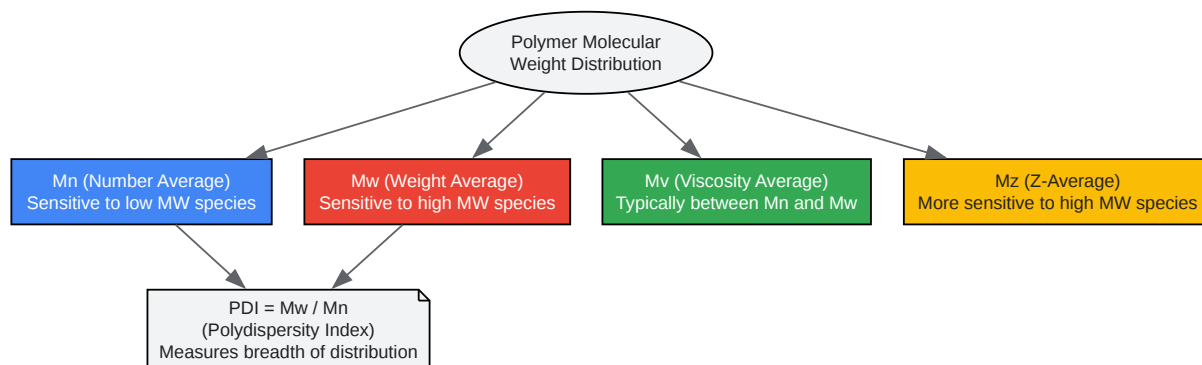 Polymer Molecular
Weight Distribution
Mn (Number Average)
Sensitive to low MW species
Mw (Weight Average)
Sensitive to high MW species
Mv (Viscosity Average)
Typically between Mn and Mw
Mz (Z-Average)
More sensitive to high MW species
PDI = Mw / Mn
(Polydispersity Index)
Measures breadth of distribution